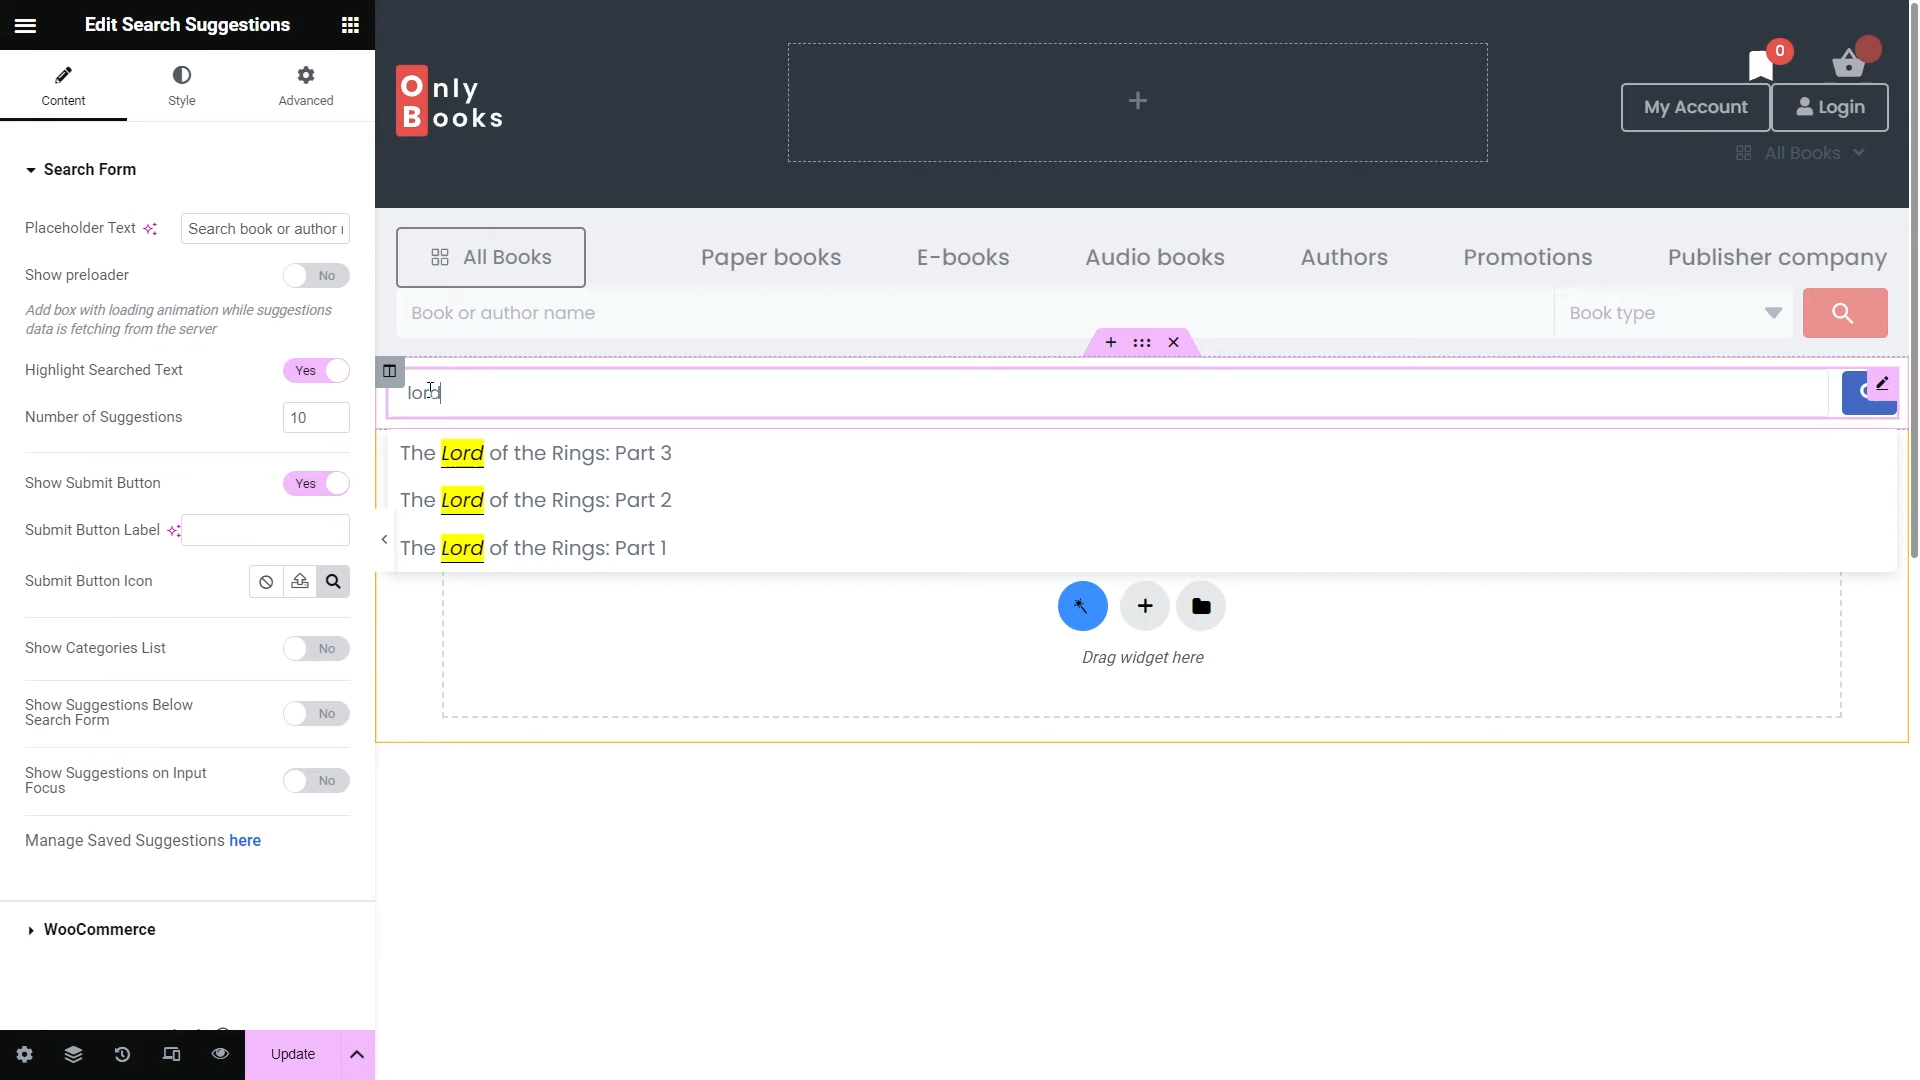 Edit Search Suggestions
Content
Style
Advanced
Search Form
Placeholder Text
Search book or author
Show preloader
No
Add box with loading animation while suggestions
data is fetching from the server
Highlight Searched Text
Yes
Number of Suggestions
10
Show Submit Button
Yes
Submit Button Label
Submit Button Icon
Show Categories List
No
Show Suggestions Below
Search Form
No
Show Suggestions on Input
Focus
No
Manage Saved Suggestions here
WooCommerce
Update
Only
Books
0
My Account
Login
All Books
All Books
Paper books
E-books
Audio books
Authors
Promotions
Publisher company
Book or author name
Book type
lord
The Lord of the Rings: Part 3
The Lord of the Rings: Part 2
The Lord of the Rings: Part 1
Drag widget here